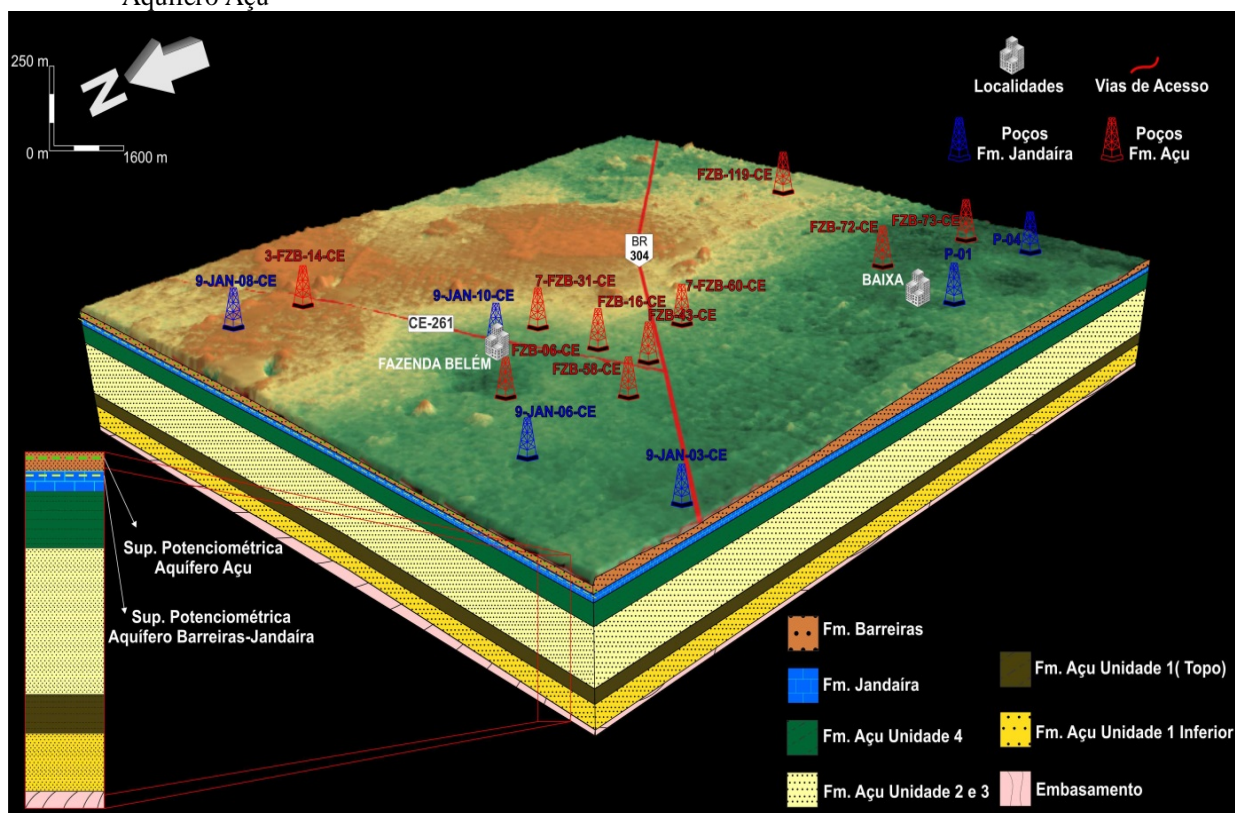 Aquífero Açu
250 m
0 m
1600 m
N
Localidades
Vias de Acesso
Poços
Fm. Jandaíra
Poços
Fm. Açu
FZB-119-CE
FZB-72-CE
FZB-73-CE
P-04
P-01
BAIXA
BR
304
3-FZB-14-CE
9-JAN-08-CE
9-JAN-10-CE
7-FZB-31-CE
7-FZB-60-CE
FZB-16-CE
FZB-43-CE
CE-261
FAZENDA BELÉM
FZB-06-CE
FZB-58-CE
9-JAN-06-CE
9-JAN-03-CE
Sup. Potenciométrica
Aquífero Açu
Sup. Potenciométrica
Aquífero Barreiras-Jandaíra
Fm. Barreiras
Fm. Jandaíra
Fm. Açu Unidade 4
Fm. Açu Unidade 2 e 3
Fm. Açu Unidade 1( Topo)
Fm. Açu Unidade 1 Inferior
Embasamento